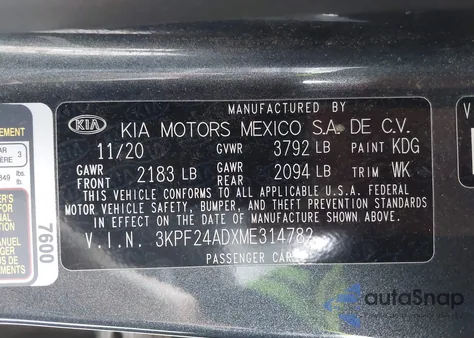 MANUFACTURED BY
KIA KIA MOTORS MEXICO S.A. DE C.V.
11/20 GVWR 3792 LB PAINT KDG
GAWR FRONT 2183 LB GAWR REAR 2094 LB TRIM WK
THIS VEHICLE CONFORMS TO ALL APPLICABLE U.S.A. FEDERAL
MOTOR VEHICLE SAFETY, BUMPER, AND THEFT PREVENTION STANDARDS
IN EFFECT ON THE DATE OF MANUFACTURE SHOWN ABOVE.
V.I.N. 3KPF24ADXME314782
PASSENGER CAR
7600
autoSnap